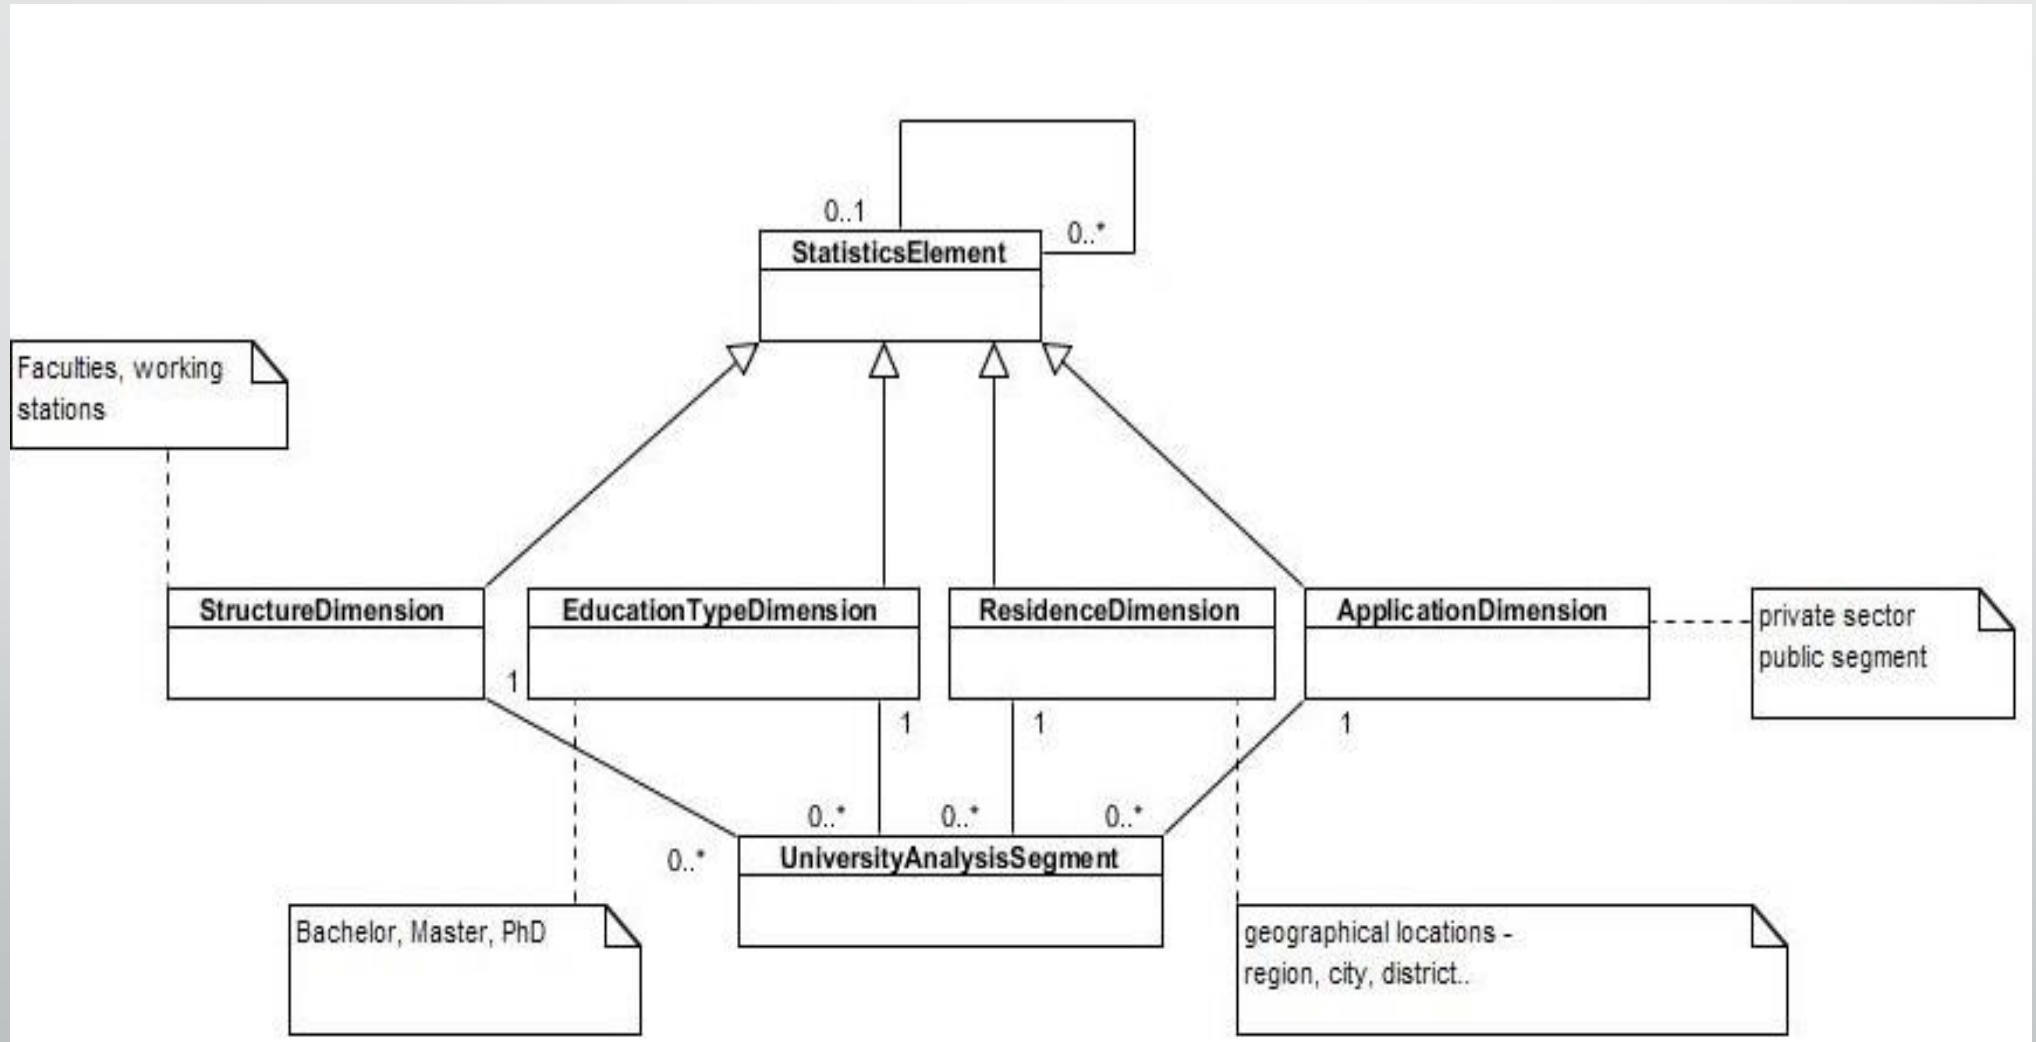 0..1
0..*
StatisticsElement
Faculties, working
stations
StructureDimension
EducationTypeDimension
ResidenceDimension
ApplicationDimension
private sector
public segment
1
1
1
1
0..*
0..*
0..*
0..*
UniversityAnalysisSegment
Bachelor, Master, PhD
geographical locations -
region, city, district..